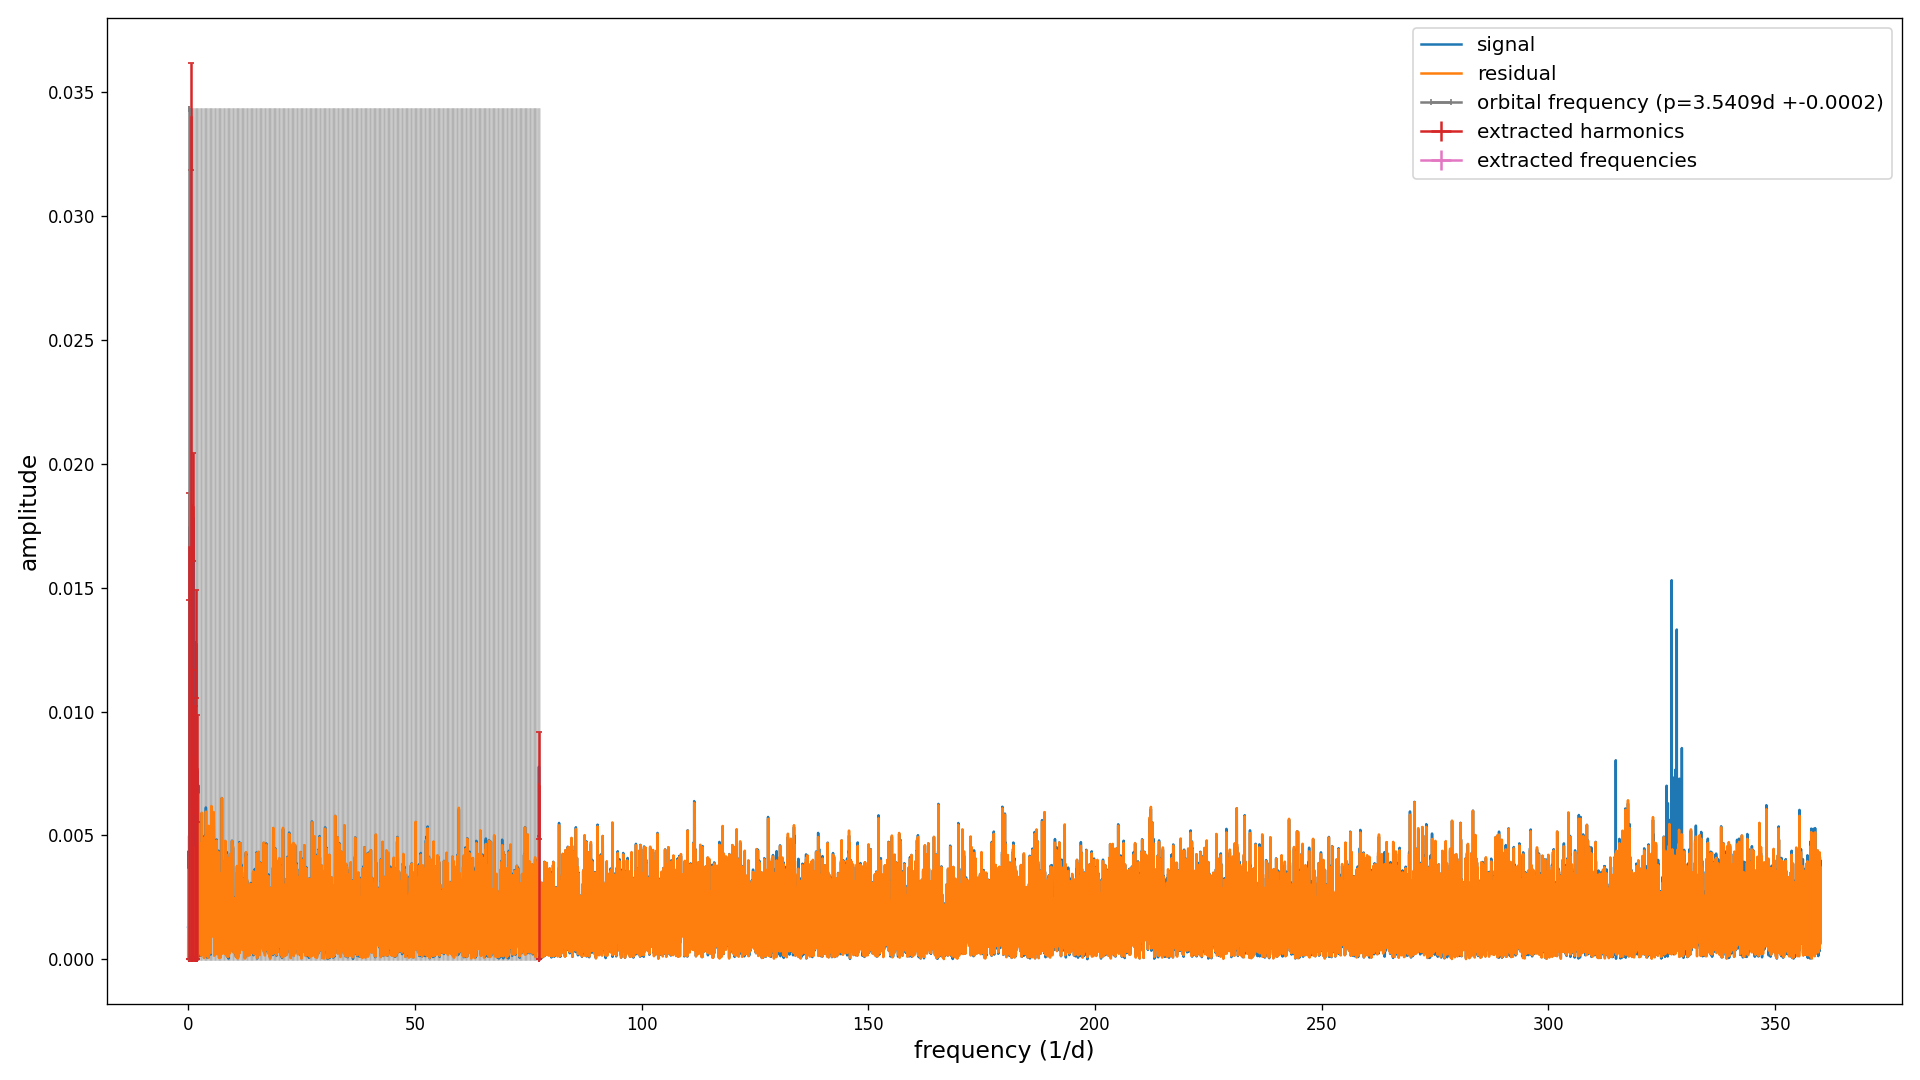 signal
residual
orbital frequency (p=3.5409d +-0.0002)
extracted harmonics
extracted frequencies
0.035
0.030
0.025
0.020
0.015
0.010
0.005
0.000
amplitude
0 50 100 150 200 250 300 350
frequency (1/d)